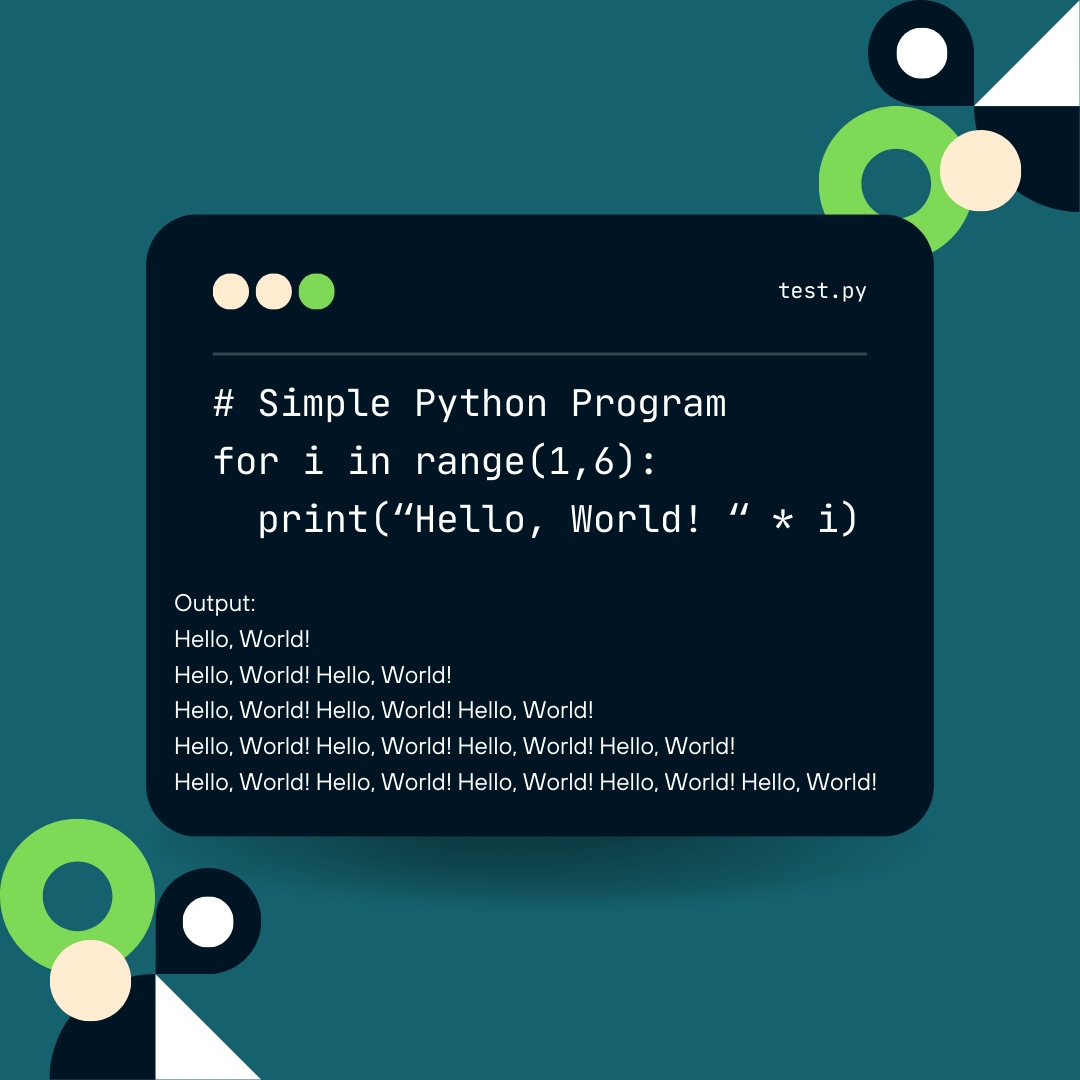 test.py
# Simple Python Program
for i in range(1,6):
  print(“Hello, World! “ * i)
Output:
Hello, World!
Hello, World! Hello, World!
Hello, World! Hello, World! Hello, World!
Hello, World! Hello, World! Hello, World! Hello, World!
Hello, World! Hello, World! Hello, World! Hello, World! Hello, World!